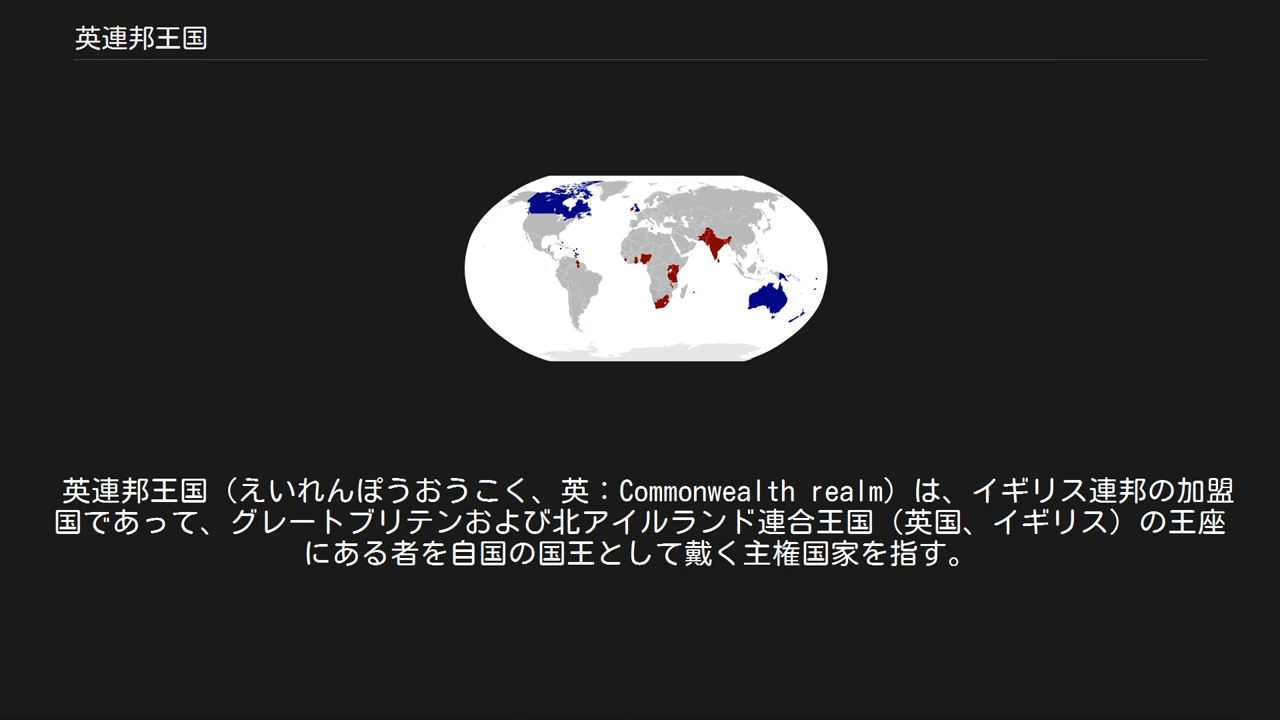 英連邦王国
英連邦王国（えいれんぽうおうこく、英：Commonwealth realm）は、イギリス連邦の加盟
国であって、グレートブリテンおよび北アイルランド連合王国（英国、イギリス）の王座
にある者を自国の国王として戴く主権国家を指す。